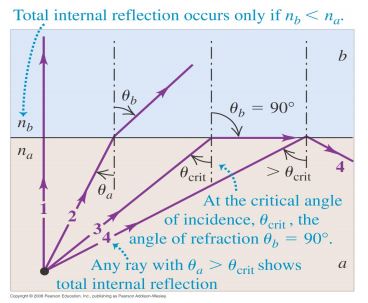 Total internal reflection occurs only if n_b < n_a.
b
θ_b
θ_b = 90°
n_b
n_a
θ_a
θ_crit
> θ_crit
4
1
2
3
4
At the critical angle
of incidence, θ_crit, the
angle of refraction θ_b = 90°.
Any ray with θ_a > θ_crit shows
total internal reflection
a
Copyright © 2008 Pearson Education, Inc., publishing as Pearson Addison-Wesley